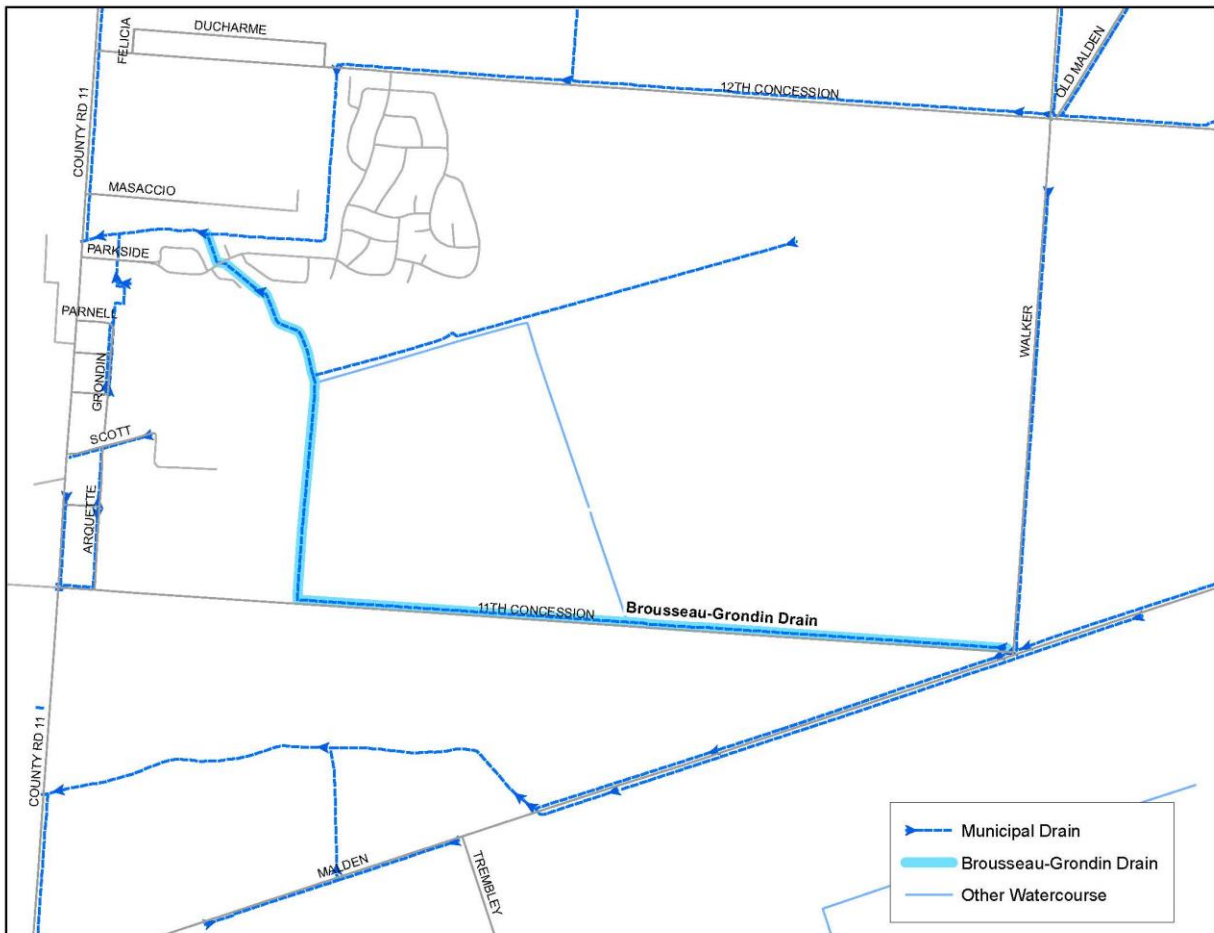 DUCHARME
FELICIA
OLD MALDEN
12TH CONCESSION
COUNTY RD 11
MASACCIO
PARKSIDE
PARNELL
WALKER
GRONDIN
SCOTT
ARQUETTE
11TH CONCESSION
Brousseau-Grondin Drain
COUNTY RD 11
MALDEN
TREMBLEY
Municipal Drain
Brousseau-Grondin Drain
Other Watercourse